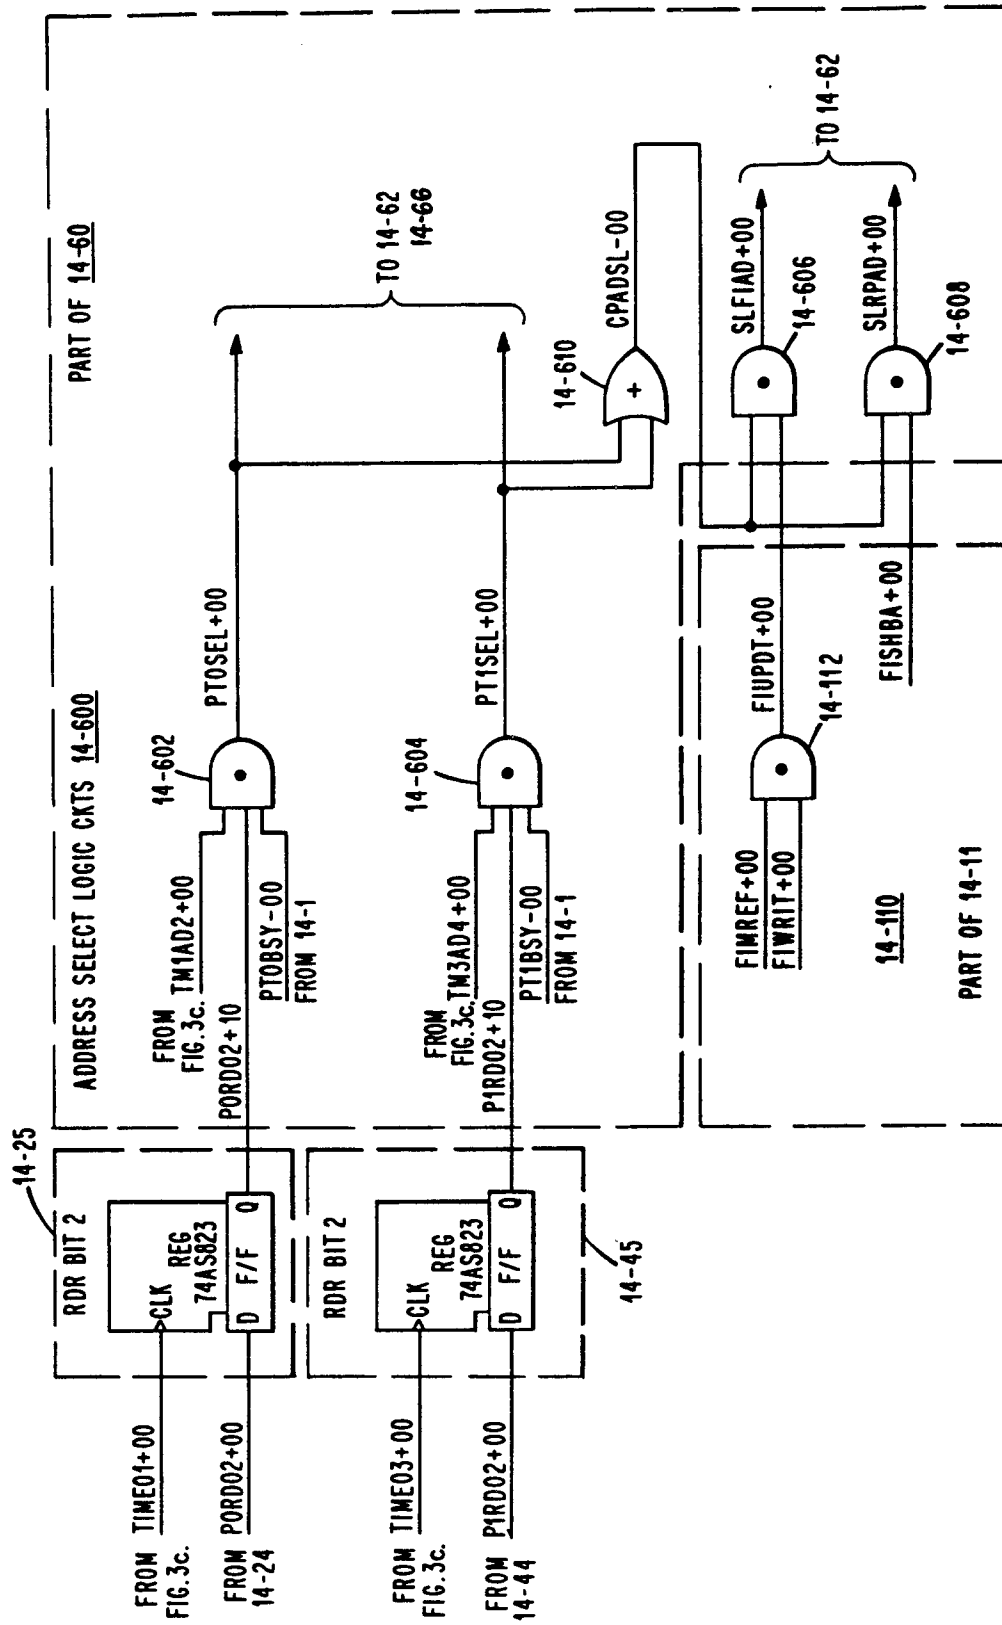 PART OF 14-60
ADDRESS SELECT LOGIC CKTS 14-600
14-25
RDR BIT 2
CLK
REG
74AS823
D F/F Q
FROM TIME01+00
FIG.3c.
FROM P0RD02+00
14-24
P0RD02+10
FROM
FIG.3c. TM1AD2+00
PT0BSY-00
FROM 14-1
14-602
PT0SEL+00
TO 14-62
14-66
RDR BIT 2
CLK
REG
74AS823
D F/F Q
14-45
FROM TIME03+00
FIG.3c.
FROM P1RD02+00
14-44
P1RD02+10
FROM
FIG.3c. TM3AD4+00
PT1BSY-00
FROM 14-1
14-604
PT1SEL+00
14-610
+
CPADSL-00
FIMREF+00
FIWRIT+00
14-112
FIUPDT+00
SLFIAD+00
14-606
TO 14-62
FISHBA+00
SLRPAD+00
14-608
14-110
PART OF 14-11